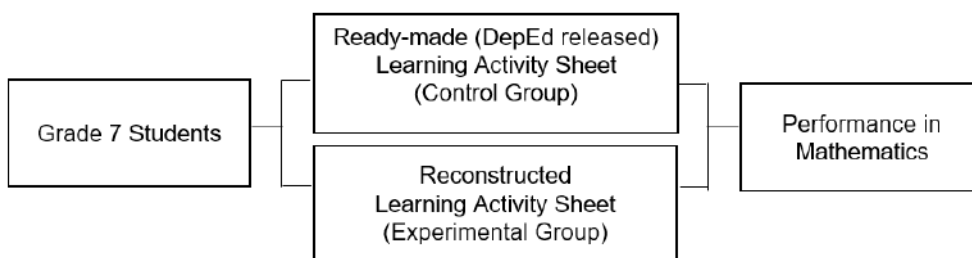 Grade 7 Students
Ready-made (DepEd released)
Learning Activity Sheet
(Control Group)
Reconstructed
Learning Activity Sheet
(Experimental Group)
Performance in
Mathematics